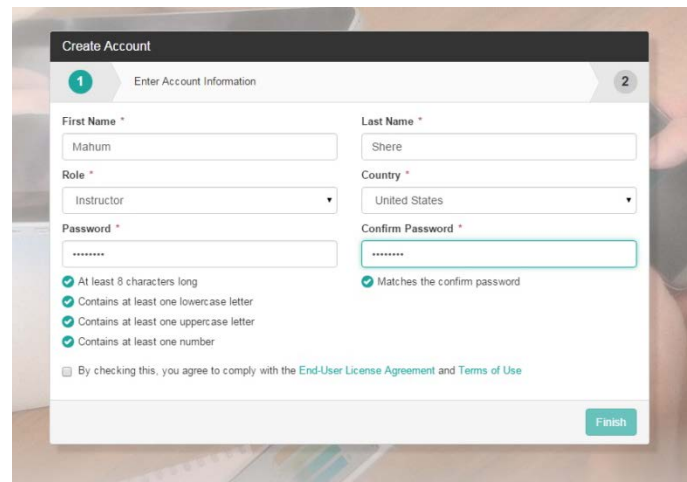 Create Account
1 Enter Account Information 2
First Name * Last Name *
Mahum Shere
Role * Country *
Instructor United States
Password * Confirm Password *
•••••••• ••••••••
At least 8 characters long Matches the confirm password
Contains at least one lowercase letter
Contains at least one uppercase letter
Contains at least one number
By checking this, you agree to comply with the End-User License Agreement and Terms of Use
Finish